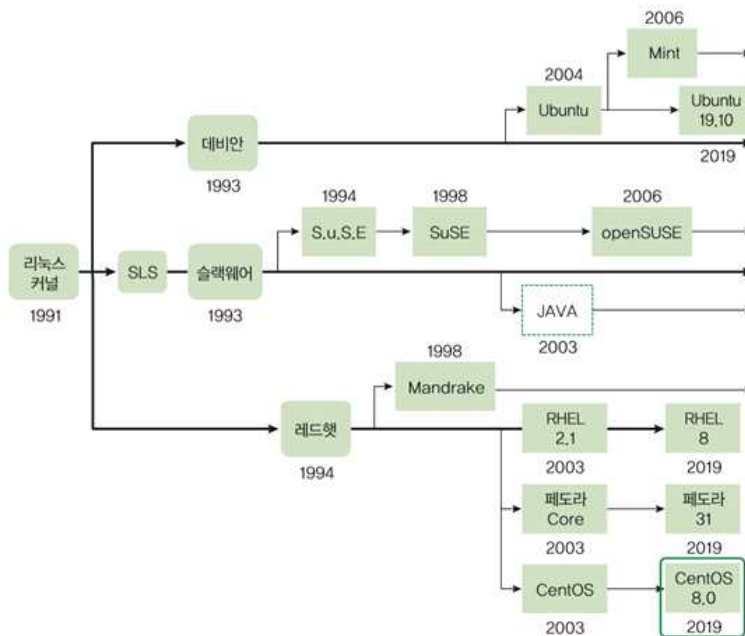 2006
Mint
2004
Ubuntu
Ubuntu
19.10
2019
데비안
1993
1994
S.u.S.E
1998
SuSE
2006
openSUSE
리눅스
커널
1991
SLS
슬랙웨어
1993
JAVA
2003
1998
Mandrake
레드햇
1994
RHEL
2.1
2003
RHEL
8
2019
페도라
Core
2003
페도라
31
2019
CentOS
2003
CentOS
8.0
2019